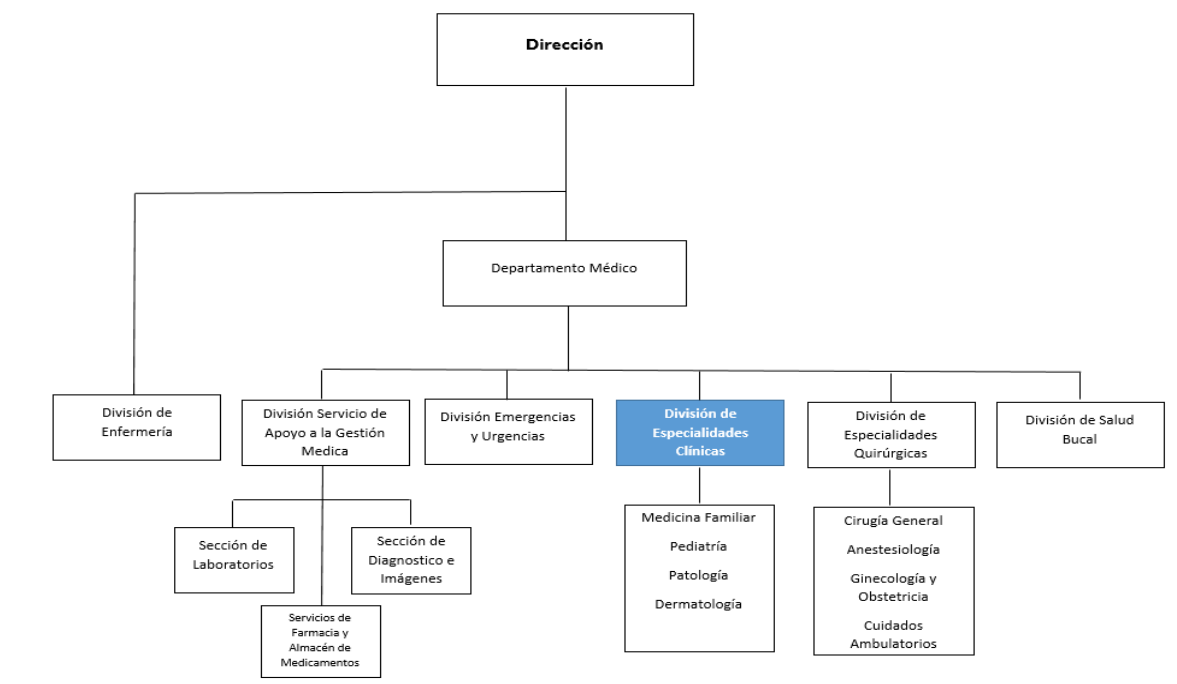 Dirección
Departamento Médico
División de
Enfermería
División Servicio de
Apoyo a la Gestión
Medica
División Emergencias
y Urgencias
División de
Especialidades
Clínicas
División de
Especialidades
Quirúrgicas
División de Salud
Bucal
Sección de
Laboratorios
Sección de
Diagnostico e
Imágenes
Servicios de
Farmacia y
Almacén de
Medicamentos
Medicina Familiar
Pediatría
Patología
Dermatología
Cirugía General
Anestesiología
Ginecología y
Obstetricia
Cuidados
Ambulatorios